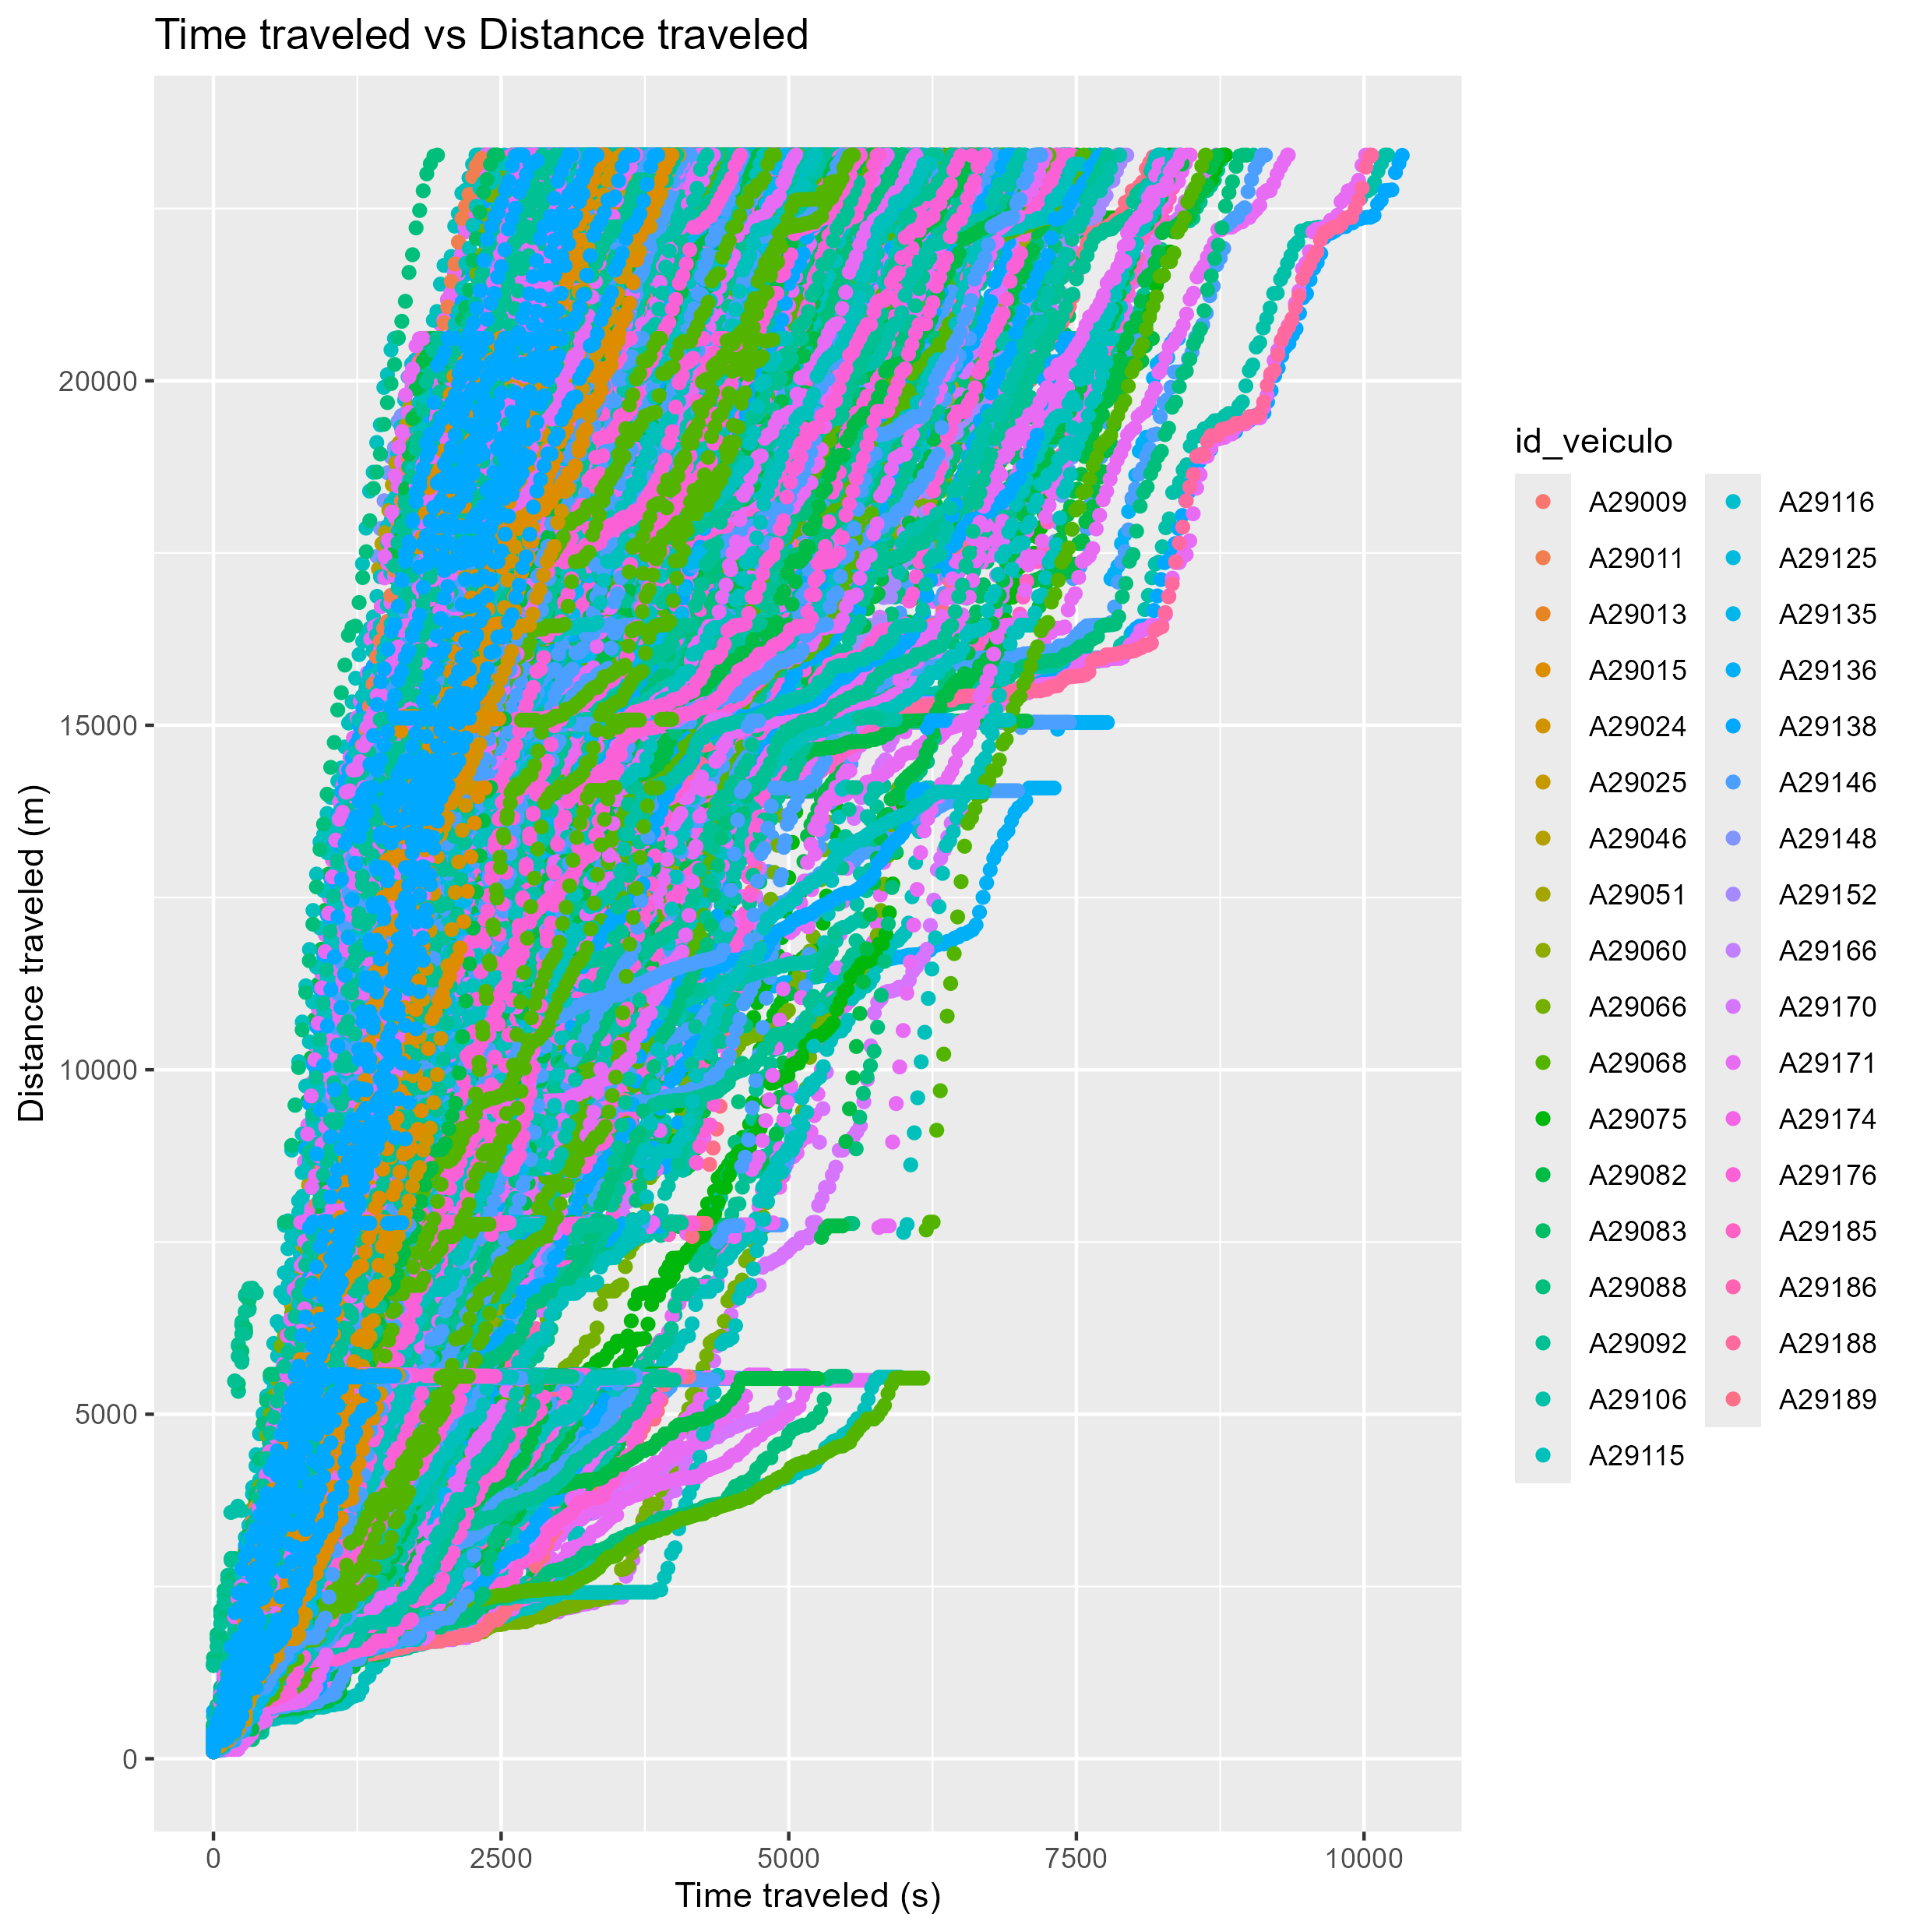 Time traveled vs Distance traveled
Distance traveled (m)
20000
15000
10000
5000
0
0 2500 5000 7500 10000
Time traveled (s)
id_veiculo
A29009
A29011
A29013
A29015
A29024
A29025
A29046
A29051
A29060
A29066
A29068
A29075
A29082
A29083
A29088
A29092
A29106
A29115
A29116
A29125
A29135
A29136
A29138
A29146
A29148
A29152
A29166
A29170
A29171
A29174
A29176
A29185
A29186
A29188
A29189